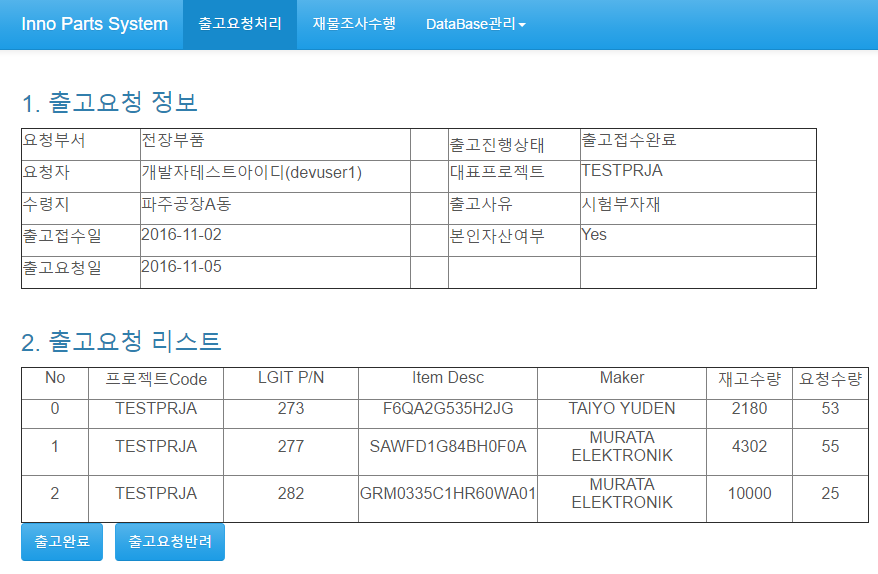 Inno Parts System 출고요청처리 재물조사수행 DataBase관리
1. 출고요청 정보
요청부서 전장부품 출고진행상태 출고접수완료
요청자 개발자테스트아이디(devuser1) 대표프로젝트 TESTPRJA
수령지 파주공장A동 출고사유 시험부자재
출고접수일 2016-11-02 본인자산여부 Yes
출고요청일 2016-11-05
2. 출고요청 리스트
No 프로젝트Code LGIT P/N Item Desc Maker 재고수량 요청수량
0 TESTPRJA 273 F6QA2G535H2JG TAIYO YUDEN 2180 53
1 TESTPRJA 277 SAWFD1G84BH0F0A MURATA ELEKTRONIK 4302 55
2 TESTPRJA 282 GRM0335C1HR60WA01 MURATA ELEKTRONIK 10000 25
출고완료 출고요청반려